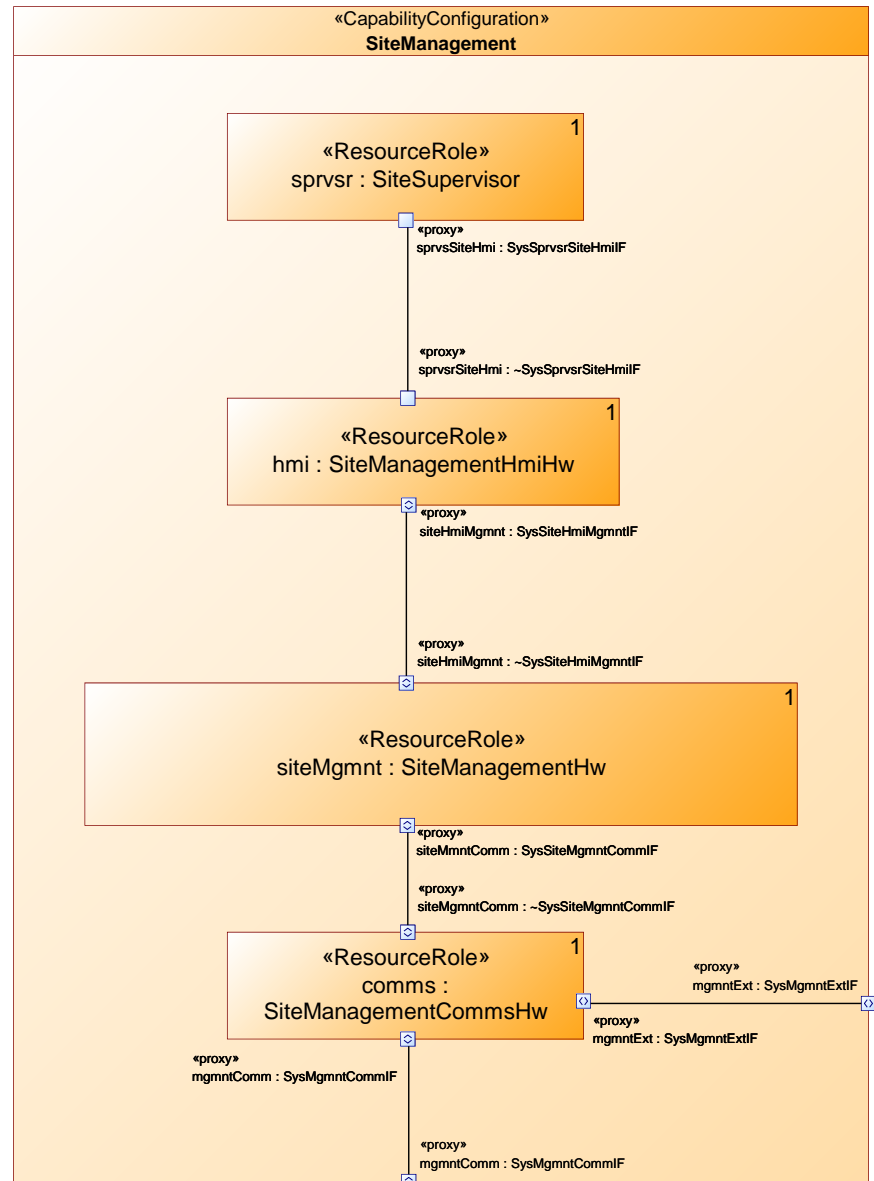 «CapabilityConfiguration»
SiteManagement
1
«ResourceRole»
sprvsr : SiteSupervisor
«proxy»
sprvsSiteHmi : SysSprvsrSiteHmiIF
«proxy»
sprvsrSiteHmi : ~SysSprvsrSiteHmiIF
1
«ResourceRole»
hmi : SiteManagementHmiHw
«proxy»
siteHmiMgmnt : SysSiteHmiMgmntIF
«proxy»
siteHmiMgmnt : ~SysSiteHmiMgmntIF
1
«ResourceRole»
siteMgmnt : SiteManagementHw
«proxy»
siteMmntComm : SysSiteMgmntCommIF
«proxy»
siteMgmntComm : ~SysSiteMgmntCommIF
1
«ResourceRole»
comms :
SiteManagementCommsHw
«proxy»
mgmntExt : SysMgmntExtIF
«proxy»
mgmntExt : SysMgmntExtIF
«proxy»
mgmntComm : SysMgmntCommIF
«proxy»
mgmntComm : SysMgmntCommIF